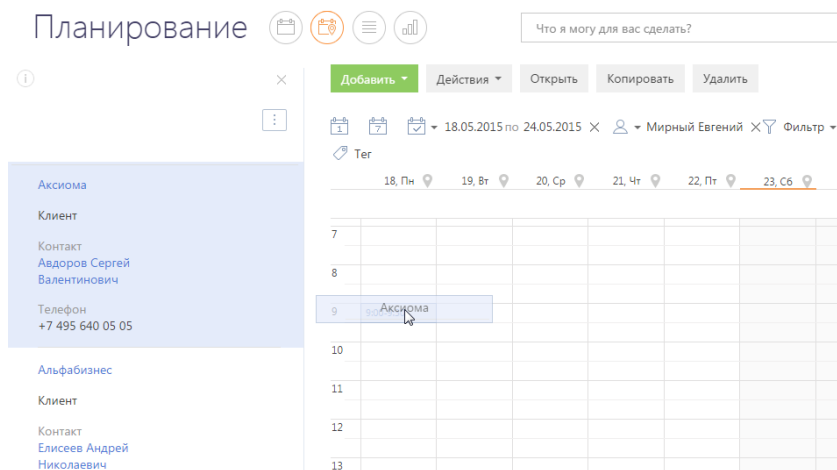 Планирование
Что я могу для вас сделать?
Добавить Действия Открыть Копировать Удалить
1 7 18.05.2015 по 24.05.2015 Мирный Евгений Фильтр
Тег
18, Пн 19, Вт 20, Ср 21, Чт 22, Пт 23, Сб
Аксиома
Клиент
Контакт
Авдоров Сергей
Валентинович
Телефон
+7 495 640 05 05
Альфабизнес
Клиент
Контакт
Елисеев Андрей
Николаевич
7
8
9 Аксиома
10
11
12
13